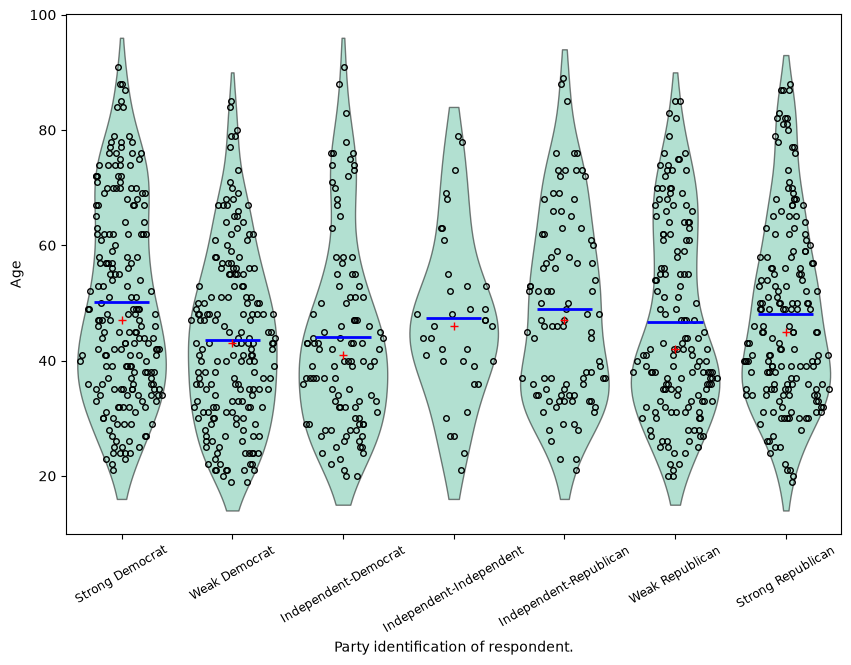 100
80
60
40
20
Age
Strong Democrat
Weak Democrat
Independent-Democrat
Independent-Independent
Independent-Republican
Weak Republican
Strong Republican
Party identification of respondent.